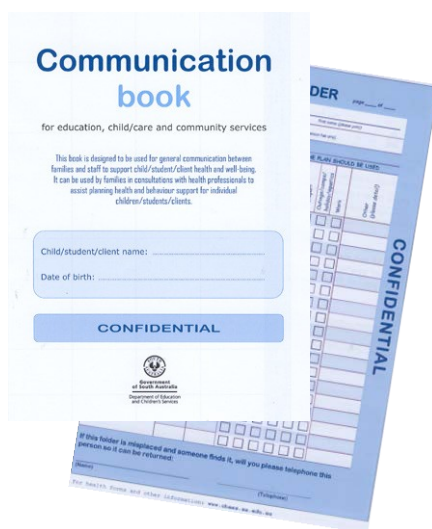 Communication
book
for education, child/care and community services
This book is designed to be used for general communication between
families and staff to support child/student/client health and well-being.
It can be used by families in consultations with health professionals to
assist planning health and behaviour support for individual
children/students/clients.
Child/student/client name:
Date of birth:
CONFIDENTIAL
Government
of South Australia
Department of Education
and Children's Services
DER
page of
PLAN SHOULD BE USED
Other
CONFIDENTIAL
If this folder is misplaced and someone finds it, will you please telephone this
person so it can be returned:
(Name)
(Telephone)
For health forms and other information: